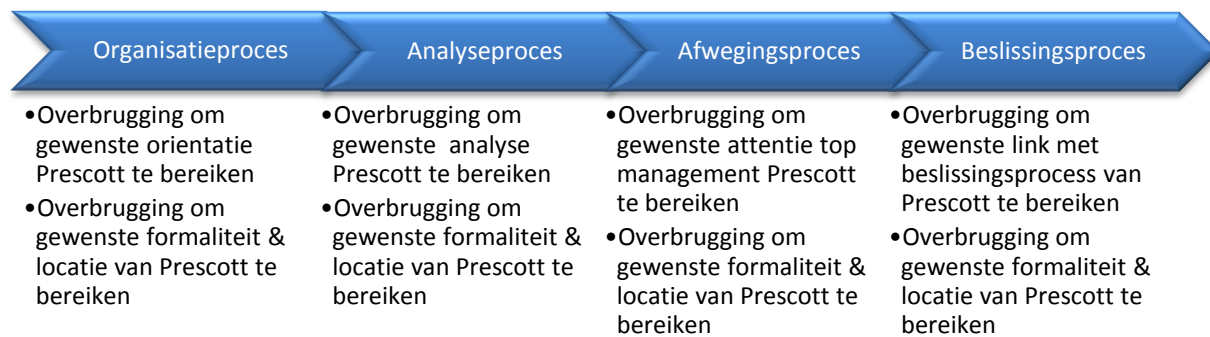 Organisatieproces
Analyseproces
Afwegingsproces
Beslissingsproces
•Overbrugging om
gewenste orientatie
Prescott te bereiken
•Overbrugging om
gewenste formaliteit &
locatie van Prescott te
bereiken
•Overbrugging om
gewenste analyse
Prescott te bereiken
•Overbrugging om
gewenste formaliteit &
locatie van Prescott te
bereiken
•Overbrugging om
gewenste attentie top
management Prescott
te bereiken
•Overbrugging om
gewenste formaliteit &
locatie van Prescott te
bereiken
•Overbrugging om
gewenste link met
beslissingsprocess van
Prescott te bereiken
•Overbrugging om
gewenste formaliteit &
locatie van Prescott te
bereiken